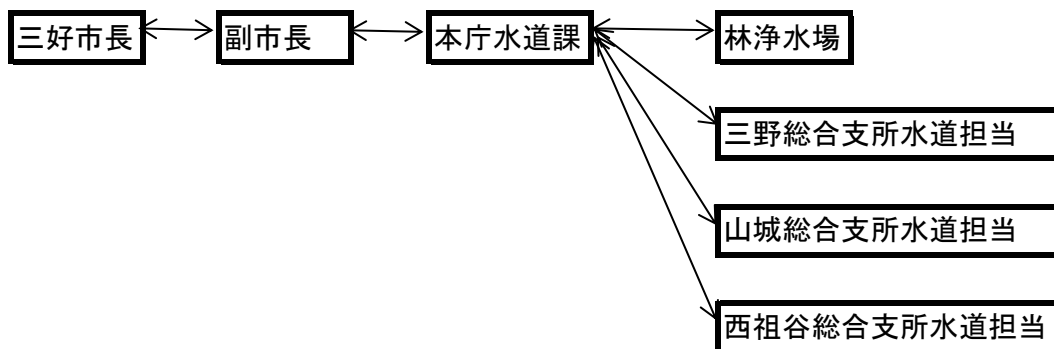 三好市長
副市長
本庁水道課
林浄水場
三野総合支所水道担当
山城総合支所水道担当
西祖谷総合支所水道担当